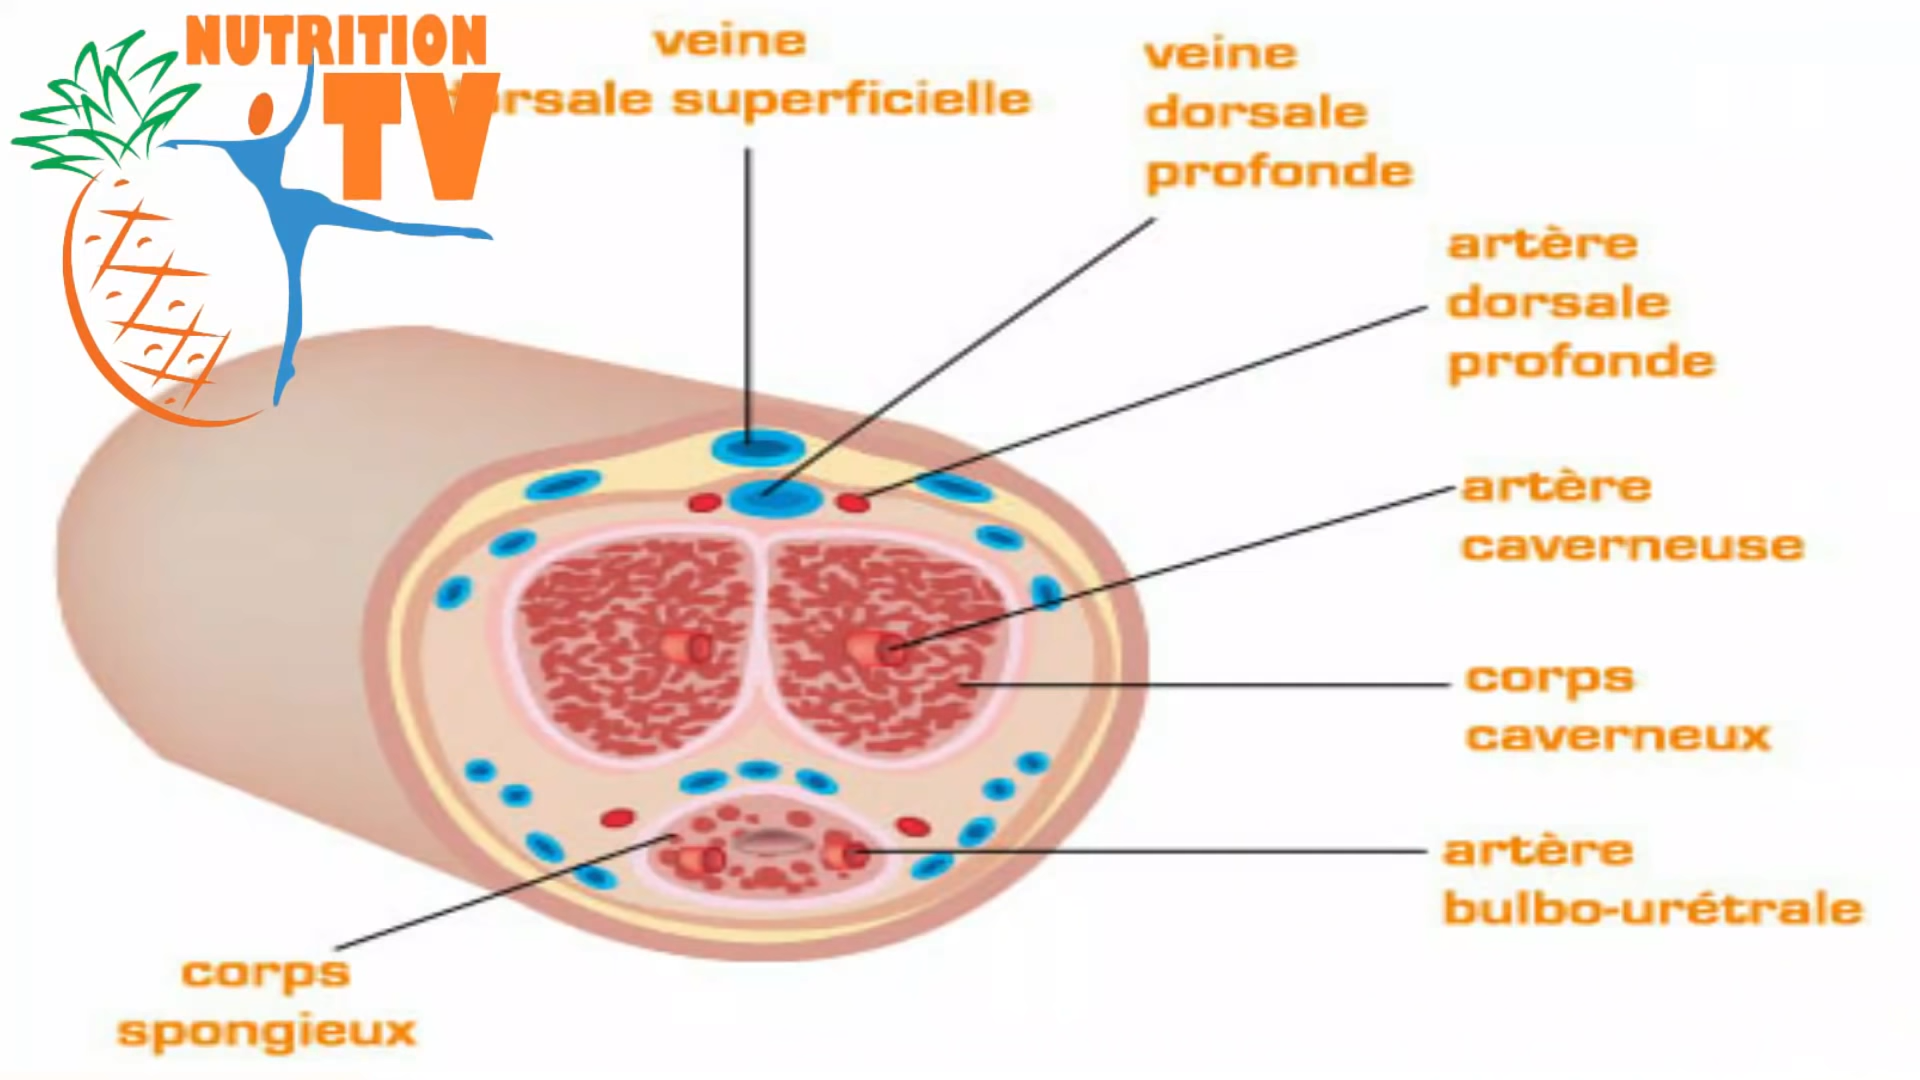 NUTRITION
TV
veine
dorsale superficielle
veine
dorsale
profonde
artère
dorsale
profonde
artère
caverneuse
corps
caverneux
artère
bulbo-urétrale
corps
spongieux